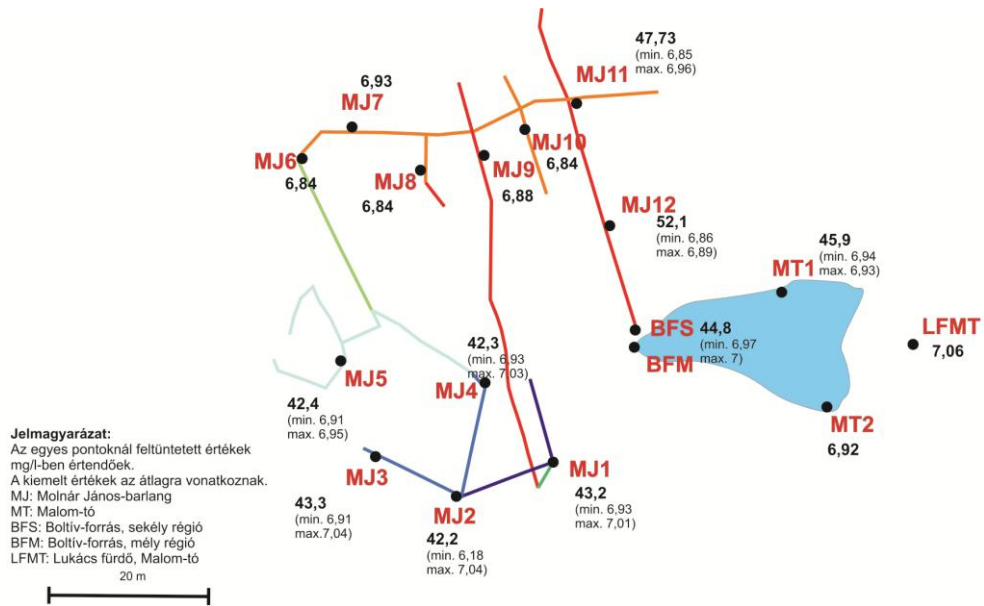 47,73
(min. 6,85
max. 6,96)
MJ11
6,93
MJ7
MJ10
6,84
MJ6
6,84
MJ8
6,84
MJ9
6,88
MJ12
52,1
(min. 6,86
max. 6,89)
45,9
(min. 6,94
max. 6,93)
MT1
BFS
44,8
(min. 6,97
max. 7)
BFM
LFMT
7,06
42,3
(min. 6,93
max. 7,03)
MJ4
MJ5
42,4
(min. 6,91
max. 6,95)
MT2
6,92
MJ3
43,3
(min. 6,91
max.7,04)
MJ2
42,2
(min. 6,18
max. 7,04)
MJ1
43,2
(min. 6,93
max. 7,01)
Jelmagyarázat:
Az egyes pontoknál feltüntetett értékek
mg/l-ben értendőek.
A kiemelt értékek az átlagra vonatkoznak.
MJ: Molnár János-barlang
MT: Malom-tó
BFS: Boltív-forrás, sekély régió
BFM: Boltív-forrás, mély régió
LFMT: Lukács fürdő, Malom-tó
20 m